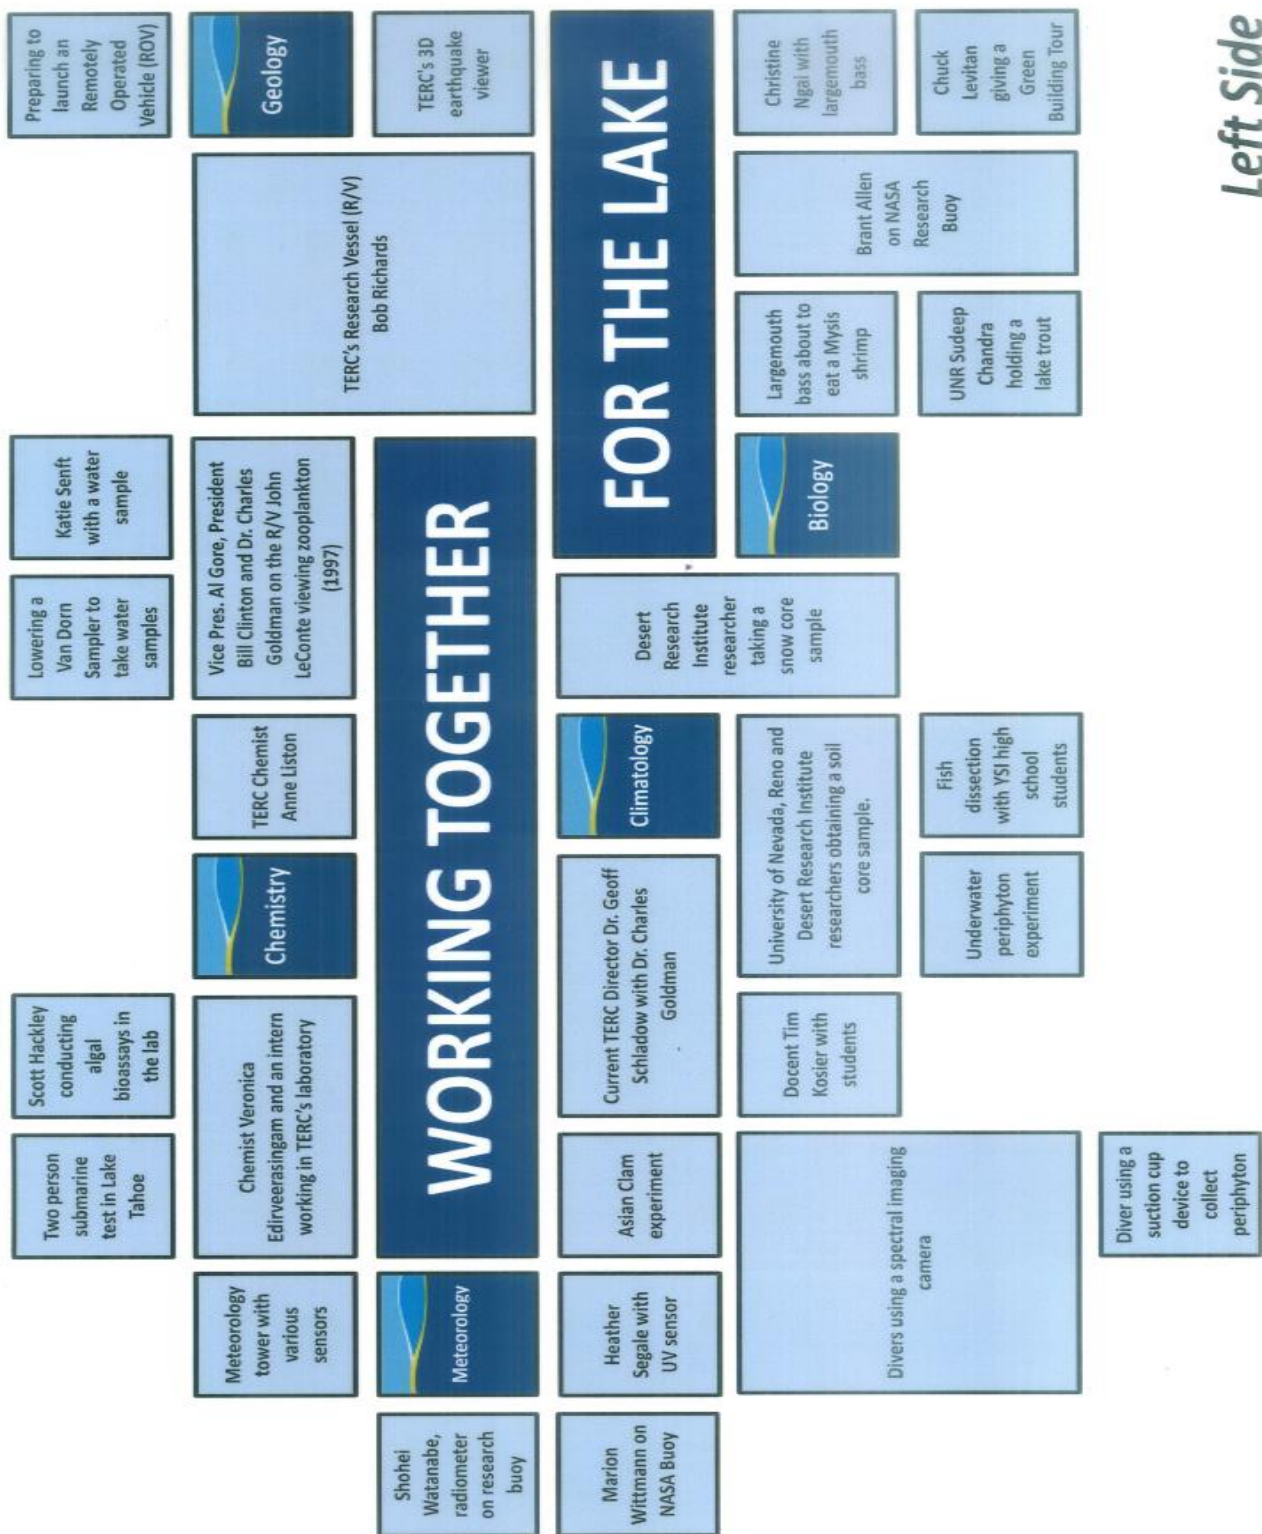 Two person
submarine
test in Lake
Tahoe
Scott Hackley
conducting
algal
bioassays in
the lab
Lowering a
Van Dorn
Sampler to
take water
samples
Katie Senft
with a water
sample
Preparing to
launch an
Remotely
Operated
Vehicle (ROV)
Meteorology
tower with
various
sensors
Chemist Veronica
Edirveerasingam and an intern
working in TERC's laboratory
Chemistry
TERC Chemist
Anne Liston
Vice Pres. Al Gore, President
Bill Clinton and Dr. Charles
Goldman on the R/V John
LeConte viewing zooplankton
(1997)
TERC's Research Vessel (R/V)
Bob Richards
Geology
Shohei
Watanabe,
radiometer
on research
buoy
Meteorology
WORKING TOGETHER
TERC's 3D
earthquake
viewer
Marion
Wittmann on
NASA Buoy
Heather
Segale with
UV sensor
Asian Clam
experiment
Current TERC Director Dr. Geoff
Schladow with Dr. Charles
Goldman
Climatology
Desert
Research
Institute
researcher
taking a
snow core
sample
FOR THE LAKE
Divers using a spectral imaging
camera
Docent Tim
Kosier with
students
University of Nevada, Reno and
Desert Research Institute
researchers obtaining a soil
core sample.
Biology
Largemouth
bass about to
eat a Mysis
shrimp
Brant Allen
on NASA
Research
Buoy
Christine
Ngai with
largemouth
bass
Underwater
periphyton
experiment
Fish
dissection
with YSI high
school
students
UNR Sudeep
Chandra
holding a
lake trout
Chuck
Levitan
giving a
Green
Building Tour
Diver using a
suction cup
device to
collect
periphyton
Left Side